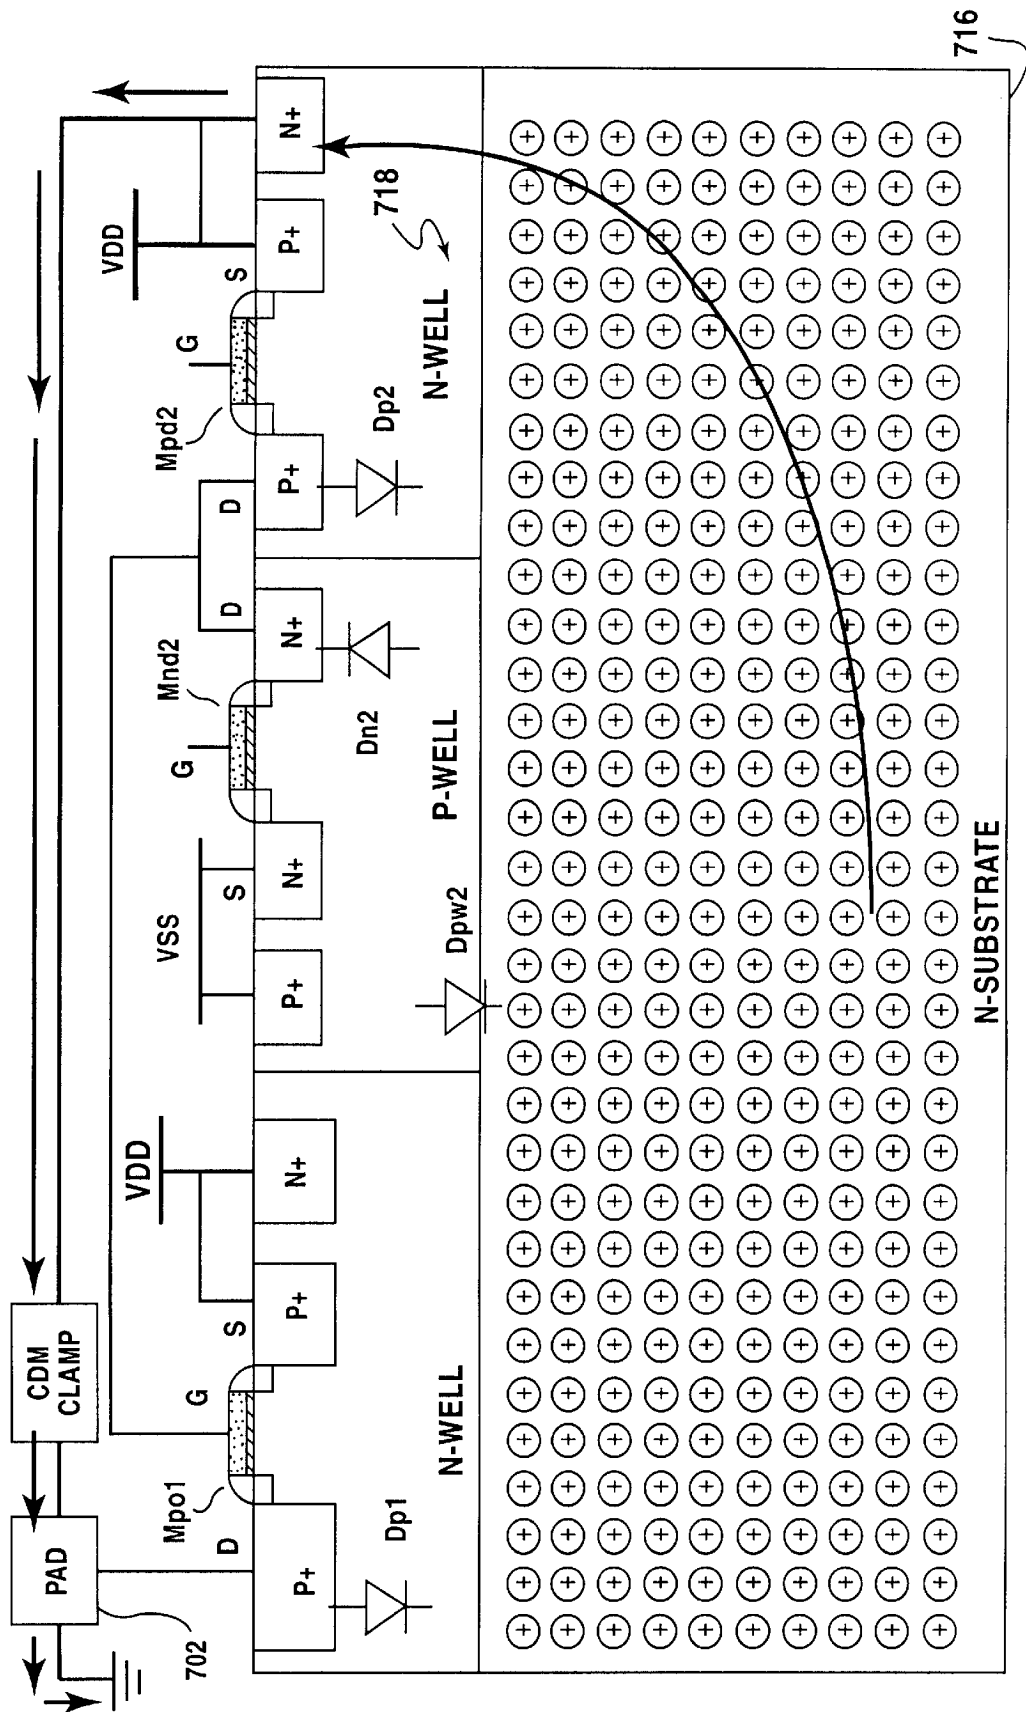 PAD
CDM
CLAMP
702
D
Mpo1
G
S
VDD
VSS
S
G
Mnd2
D
D
Mpd2
G
S
VDD
P+
P+
N+
P+
N+
N+
P+
P+
N+
Dp1
N-WELL
Dpw2
P-WELL
Dn2
Dp2
N-WELL
718
N-SUBSTRATE
716